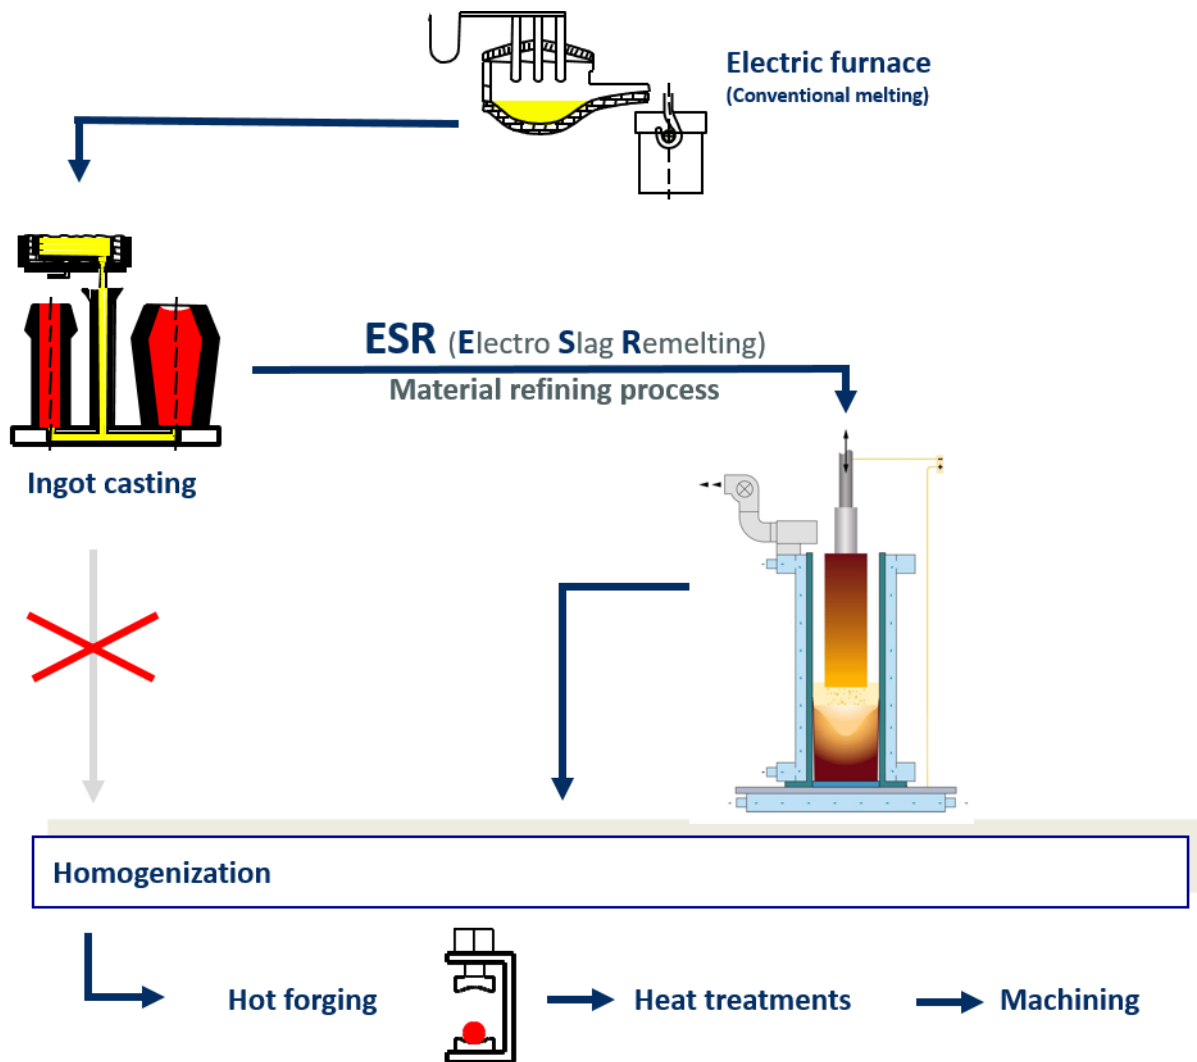 Electric furnace
(Conventional melting)
ESR (Electro Slag Remelting)
Material refining process
Ingot casting
Homogenization
Hot forging
Heat treatments
Machining